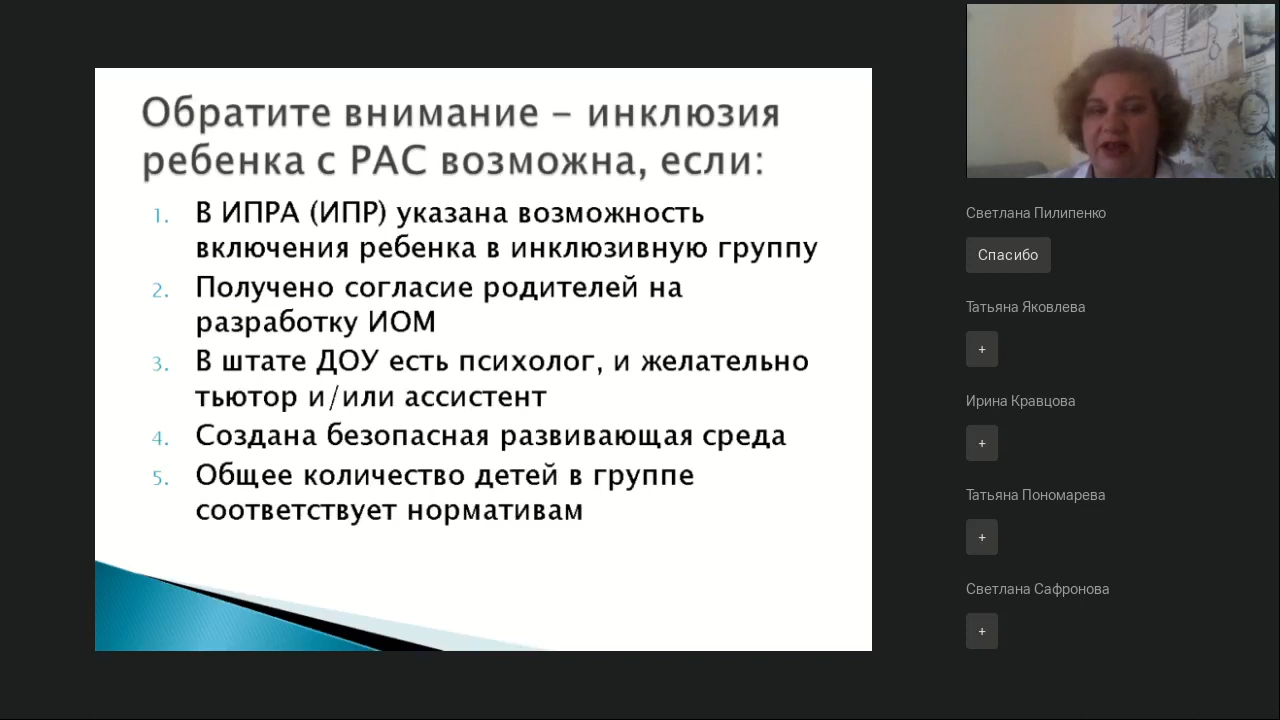 Обратите внимание – инклюзия
ребенка с РАС возможна, если:
1. В ИПРА (ИПР) указана возможность
включения ребенка в инклюзивную группу
2. Получено согласие родителей на
разработку ИОМ
3. В штате ДОУ есть психолог, и желательно
тьютор и/или ассистент
4. Создана безопасная развивающая среда
5. Общее количество детей в группе
соответствует нормативам
Светлана Пилипенко
Спасибо
Татьяна Яковлева
+
Ирина Кравцова
+
Татьяна Пономарева
+
Светлана Сафронова
+